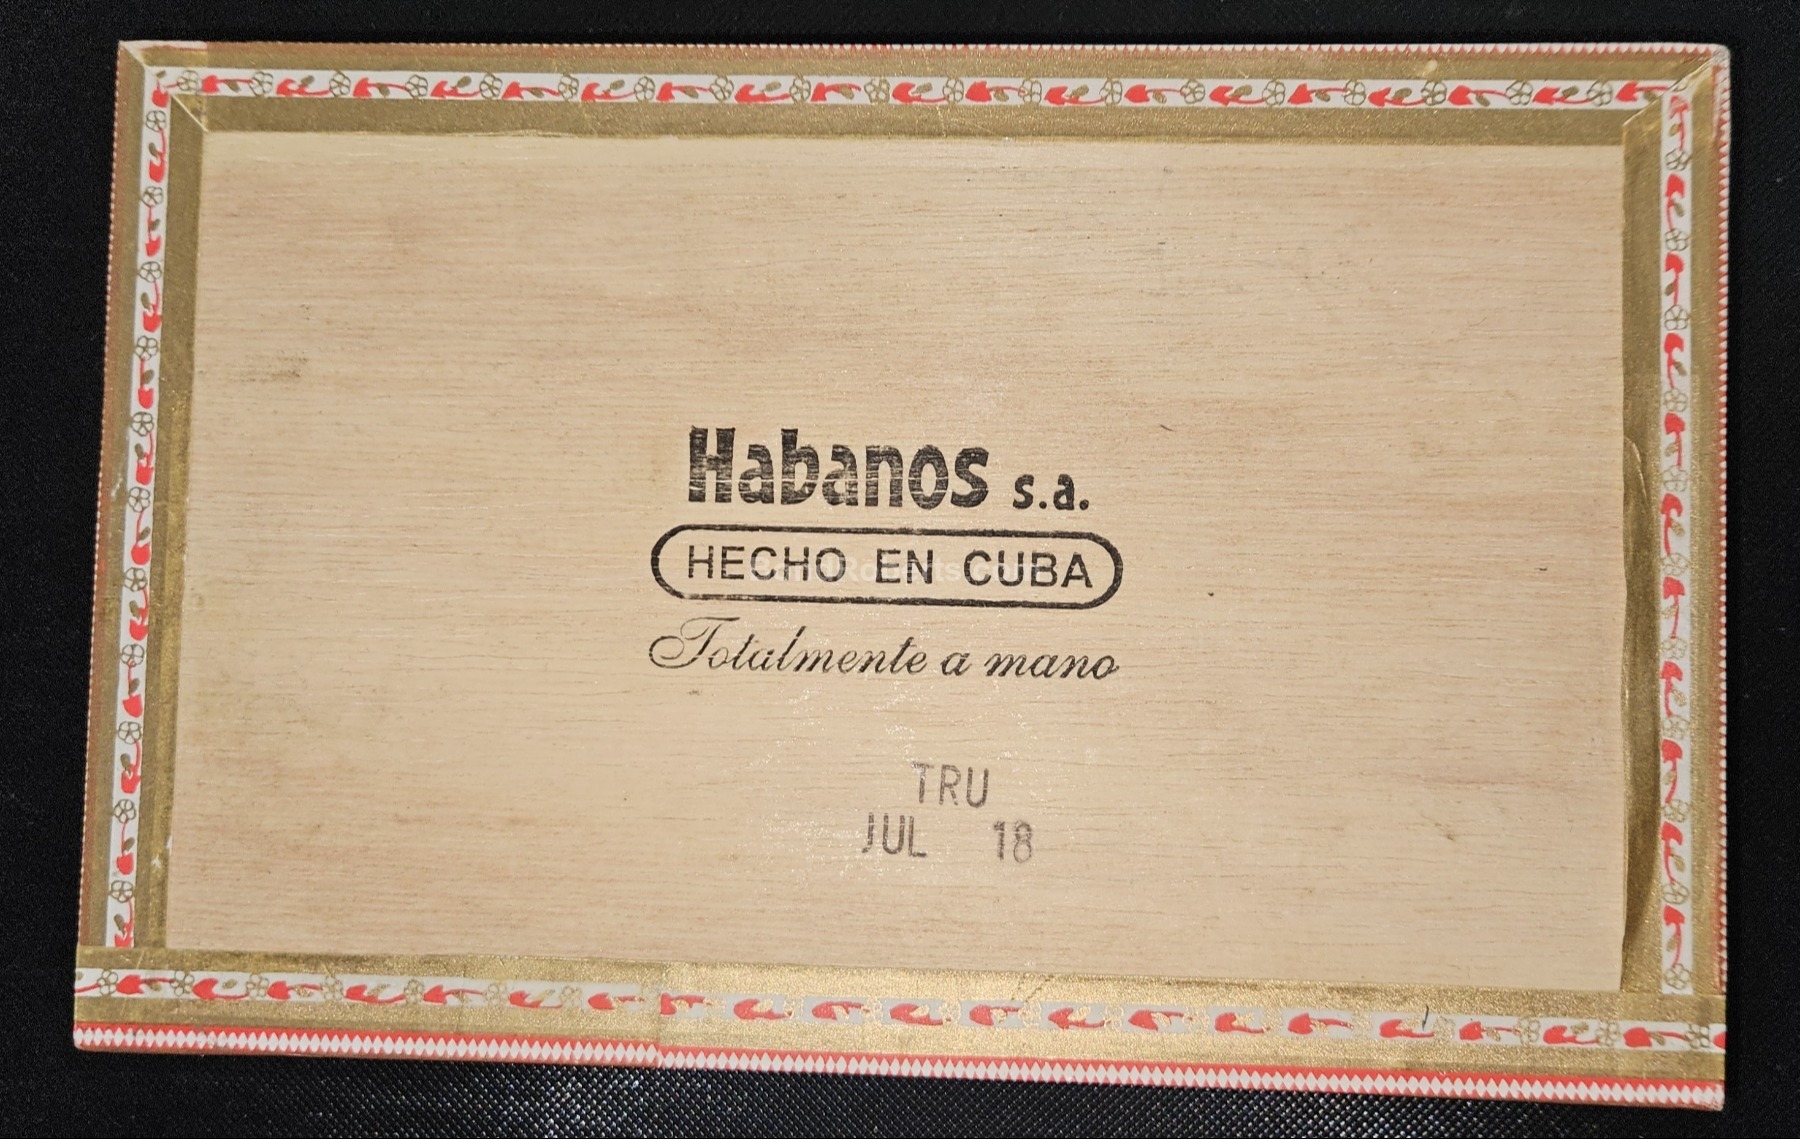 Habanos s.a.
HECHO EN CUBA
Totalmente a mano
TRU
JUL 18